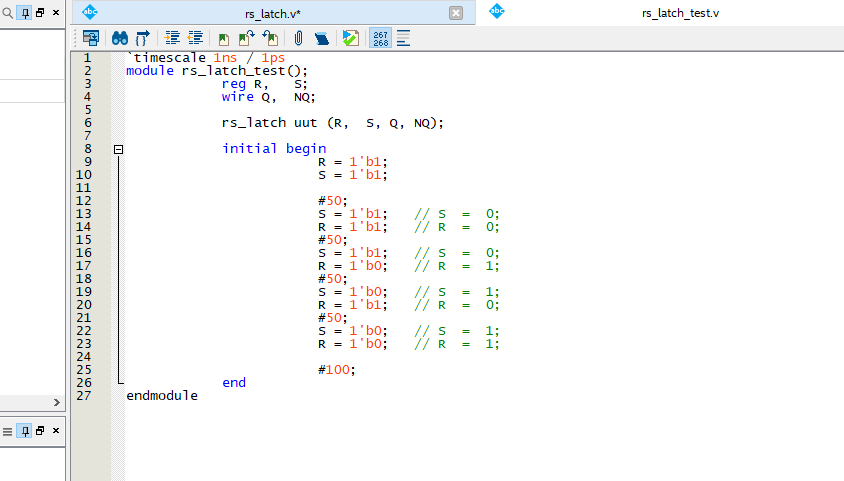 abc rs_latch.v*
abc rs_latch_test.v
267
268
1 `timescale 1ns / 1ps
2 module rs_latch_test();
3 reg R, S;
4 wire Q, NQ;
5
6 rs_latch uut (R, S, Q, NQ);
7
8 initial begin
9 R = 1'b1;
10 S = 1'b1;
11
12 #50;
13 S = 1'b1; // S = 0;
14 R = 1'b1; // R = 0;
15 #50;
16 S = 1'b1; // S = 0;
17 R = 1'b0; // R = 1;
18 #50;
19 S = 1'b0; // S = 1;
20 R = 1'b1; // R = 0;
21 #50;
22 S = 1'b0; // S = 1;
23 R = 1'b0; // R = 1;
24
25 #100;
26 end
27 endmodule